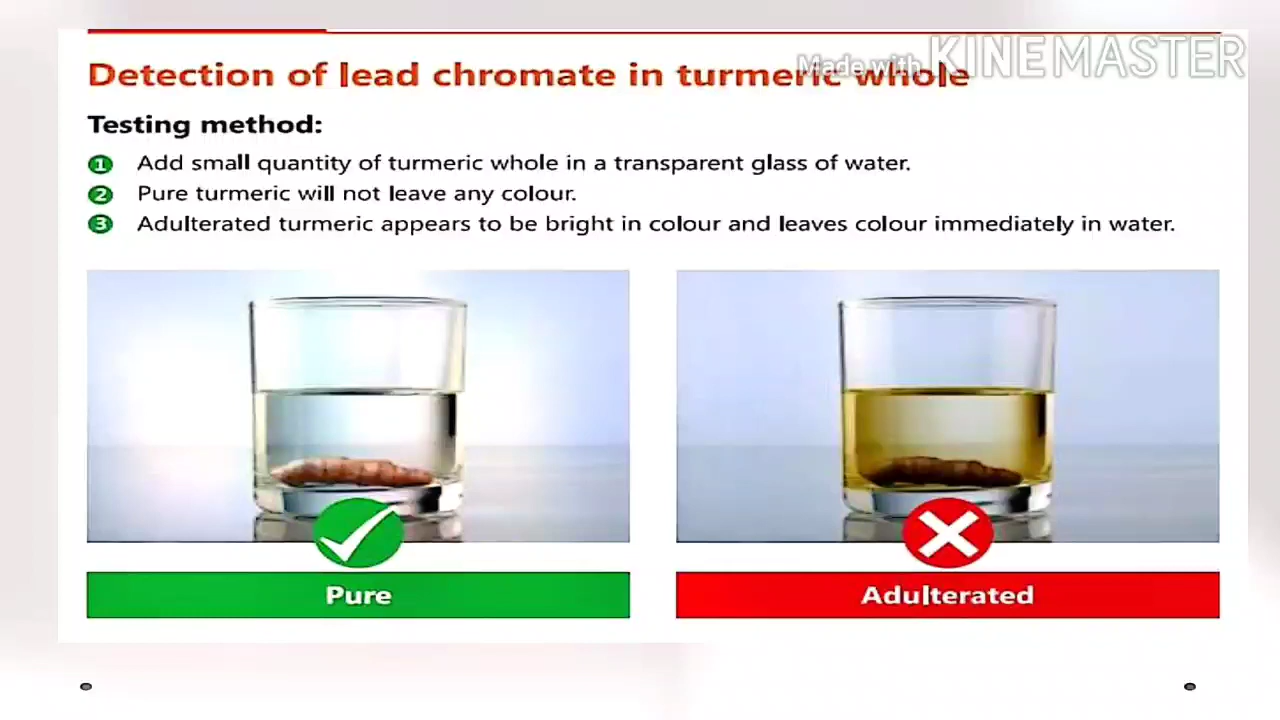 Made with KINEMASTER
Detection of lead chromate in turmeric whole
Testing method:
1 Add small quantity of turmeric whole in a transparent glass of water.
2 Pure turmeric will not leave any colour.
3 Adulterated turmeric appears to be bright in colour and leaves colour immediately in water.
Pure
Adulterated